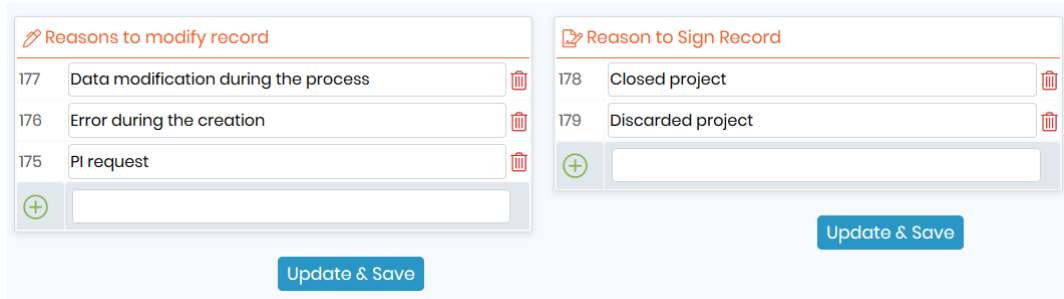 Reasons to modify record
177 Data modification during the process
176 Error during the creation
175 PI request
Update & Save
Reason to Sign Record
178 Closed project
179 Discarded project
Update & Save